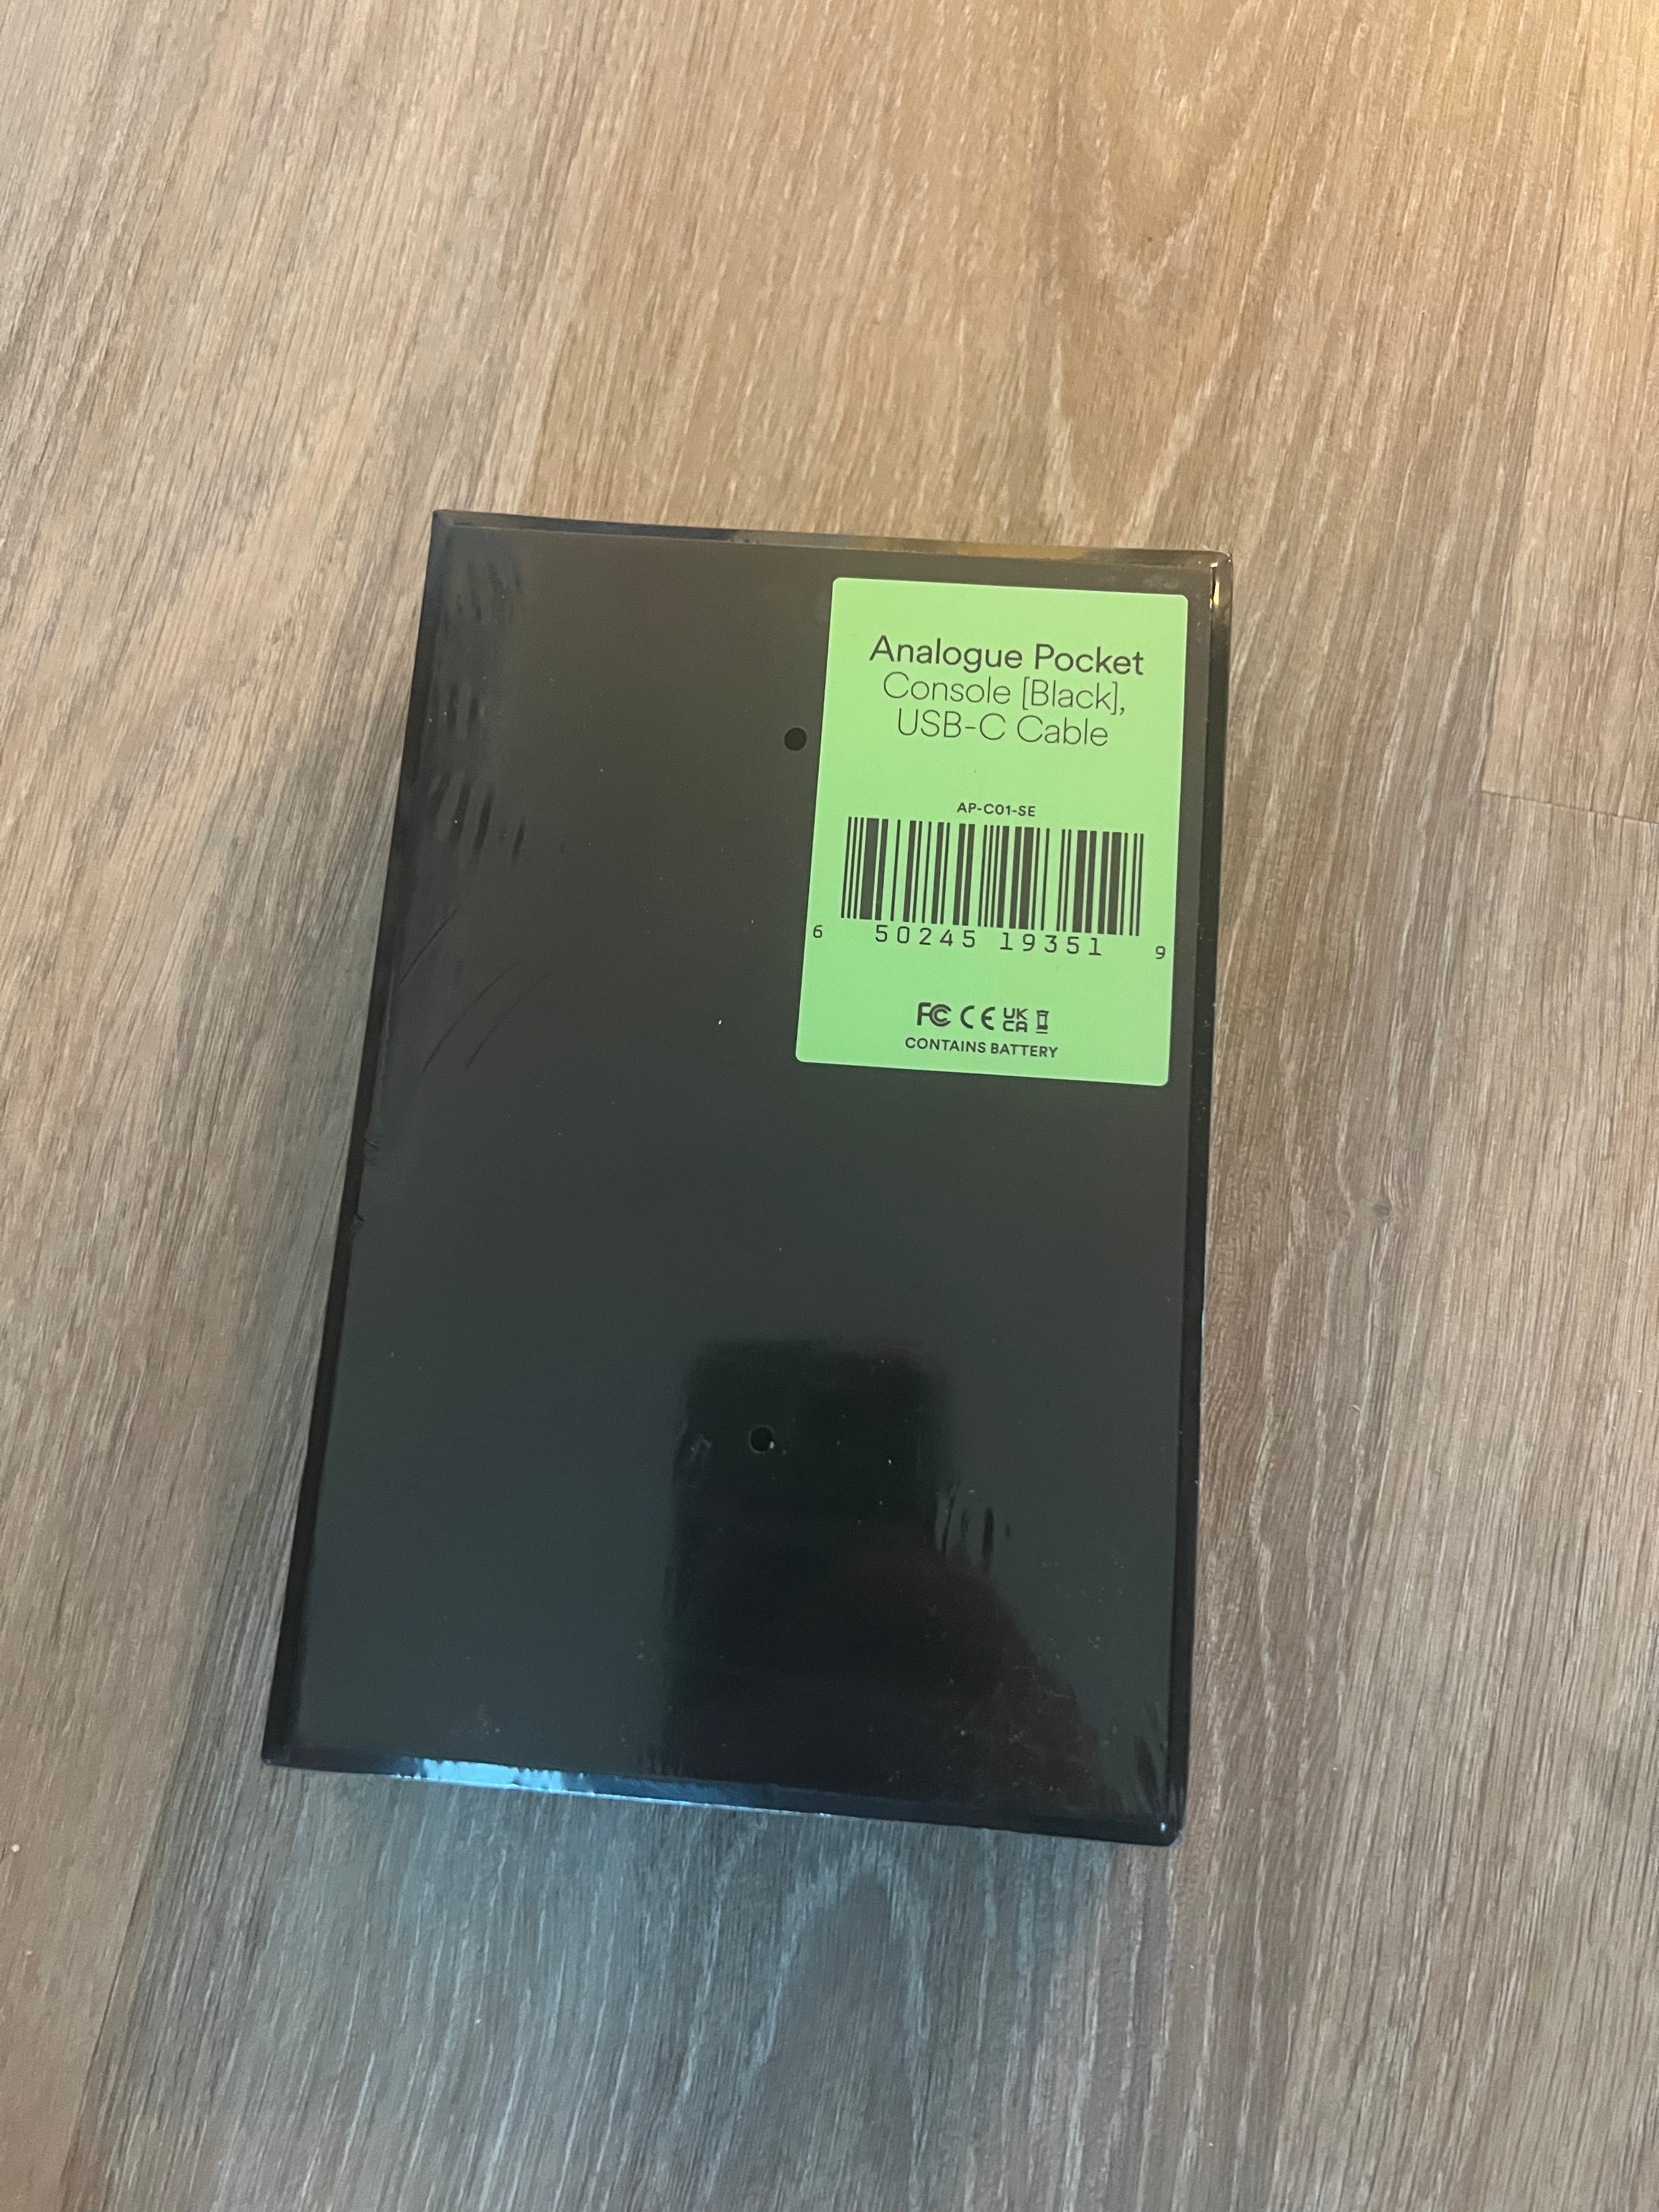 Analogue Pocket
Console [Black],
USB-C Cable
AP-C01-SE
6 50245 19351 9
FC CE UK
CA
CONTAINS BATTERY